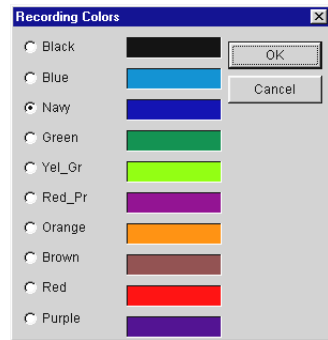 Recording Colors
Black
OK
Blue
Cancel
Navy
Green
Yel_Gr
Red_Pr
Orange
Brown
Red
Purple